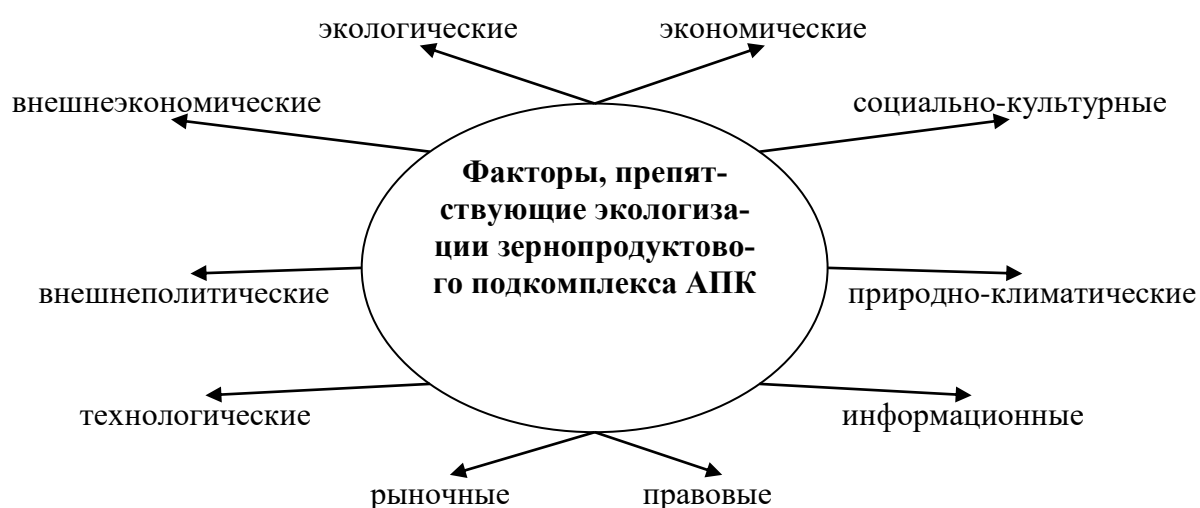 экологические
экономические
внешнеэкономические
социально-культурные
Факторы, препят-
ствующие экологиза-
ции зернопродуктово-
го подкомплекса АПК
внешнеполитические
природно-климатические
технологические
информационные
рыночные
правовые